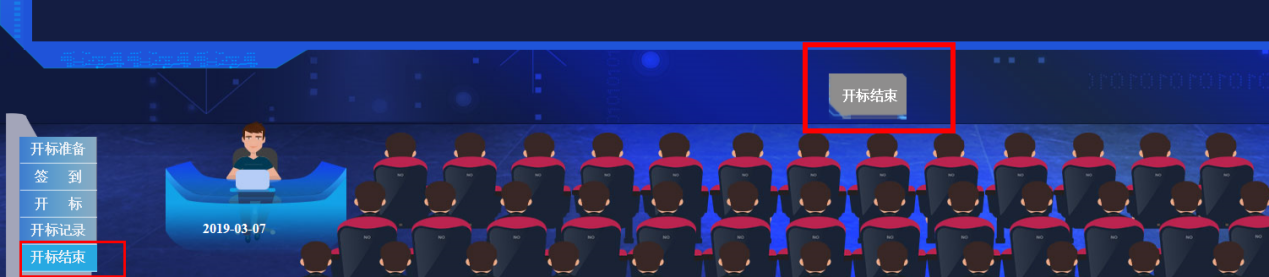 开标结束
开标准备
签 到
开 标
开标记录
开标结束
2019-03-07